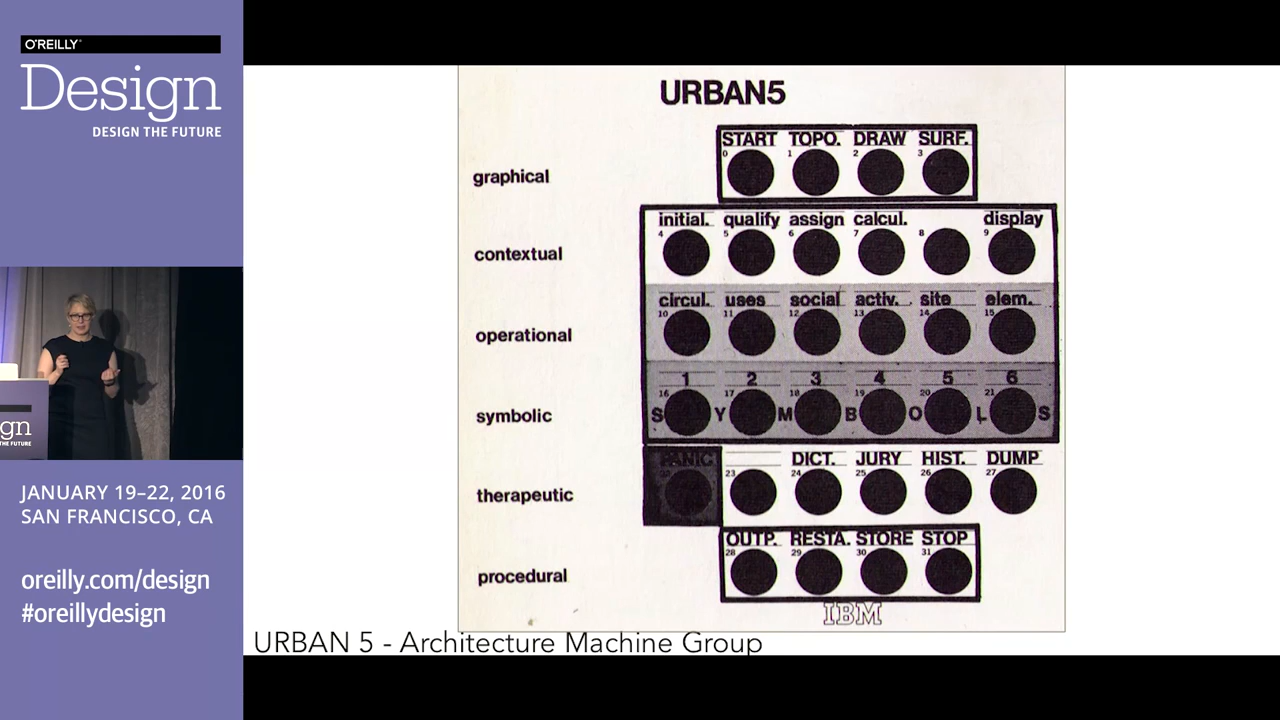 O'REILLY®
Design
DESIGN THE FUTURE
gn
THE FUTURE
JANUARY 19–22, 2016
SAN FRANCISCO, CA
oreilly.com/design
#oreillydesign
URBAN5
START TOPO. DRAW SURF.
0 1 2 3
graphical
initial. qualify assign calcul. display
4 5 6 7 8 9
contextual
circul. uses social activ. site elem.
10 11 12 13 14 15
operational
1 2 3 4 5 6
16 17 18 19 20 21
symbolic
S Y M B O L S
PANIC DICT. JURY HIST. DUMP
23 24 25 26 27
therapeutic
OUTP. RESTA. STORE STOP
28 29 30 31
procedural
IBM
URBAN 5 - Architecture Machine Group